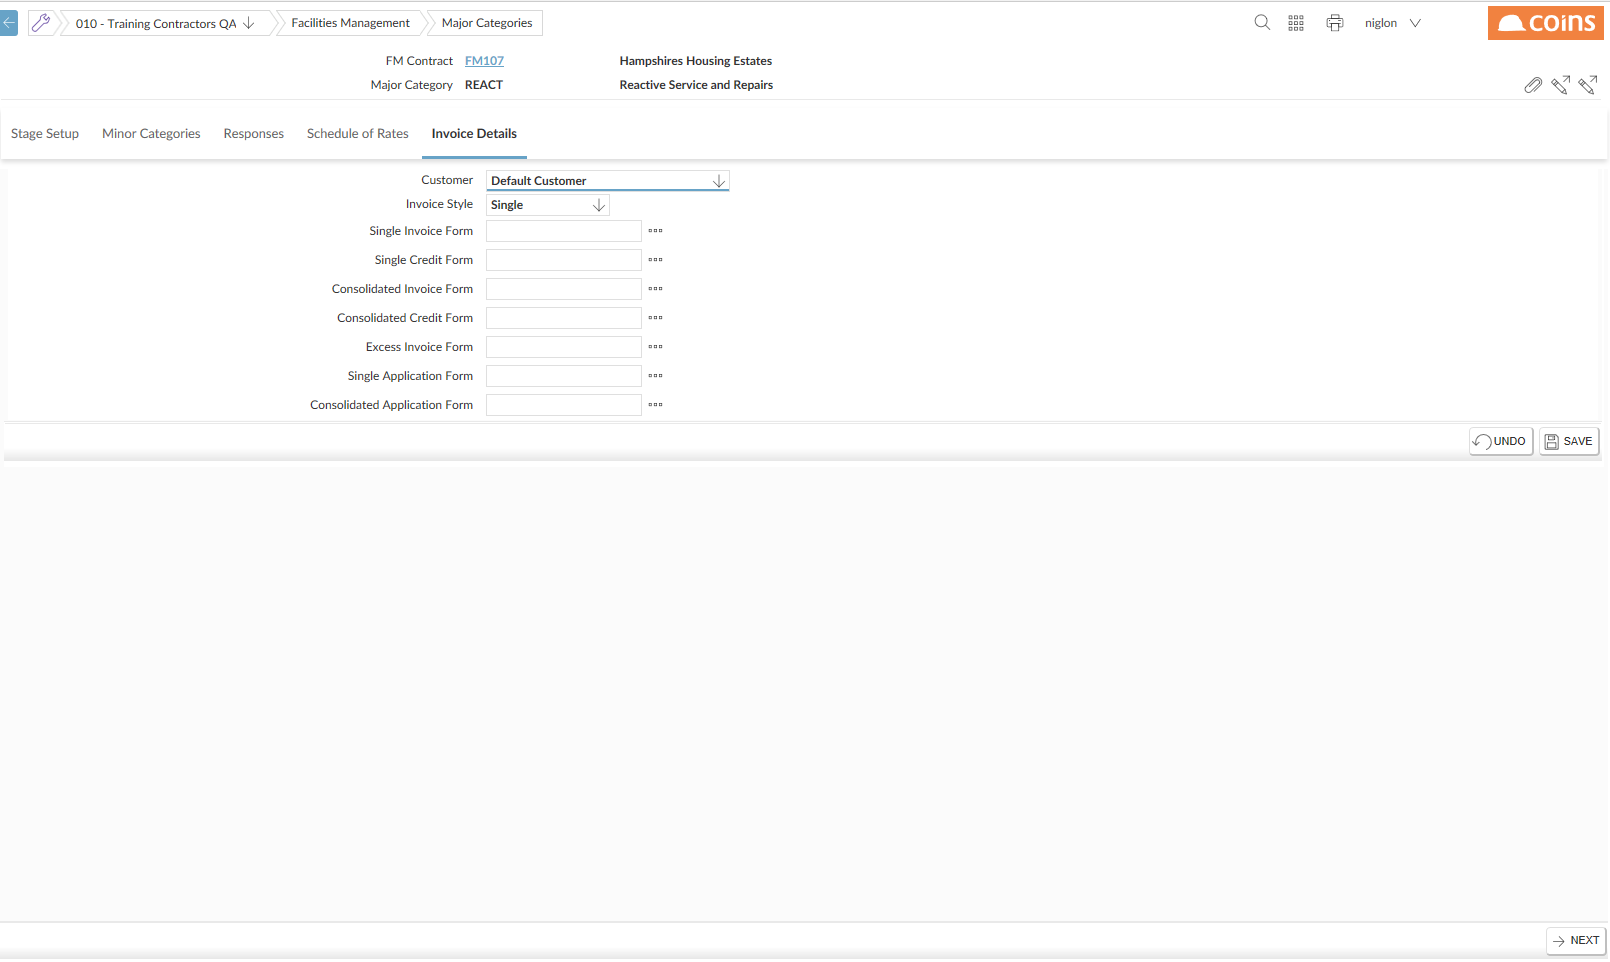 010 - Training Contractors QA
Facilities Management
Major Categories
niglon
coins
FM Contract FM107 Hampshires Housing Estates
Major Category REACT Reactive Service and Repairs
Stage Setup Minor Categories Responses Schedule of Rates Invoice Details
Customer Default Customer
Invoice Style Single
Single Invoice Form
Single Credit Form
Consolidated Invoice Form
Consolidated Credit Form
Excess Invoice Form
Single Application Form
Consolidated Application Form
UNDO SAVE
NEXT